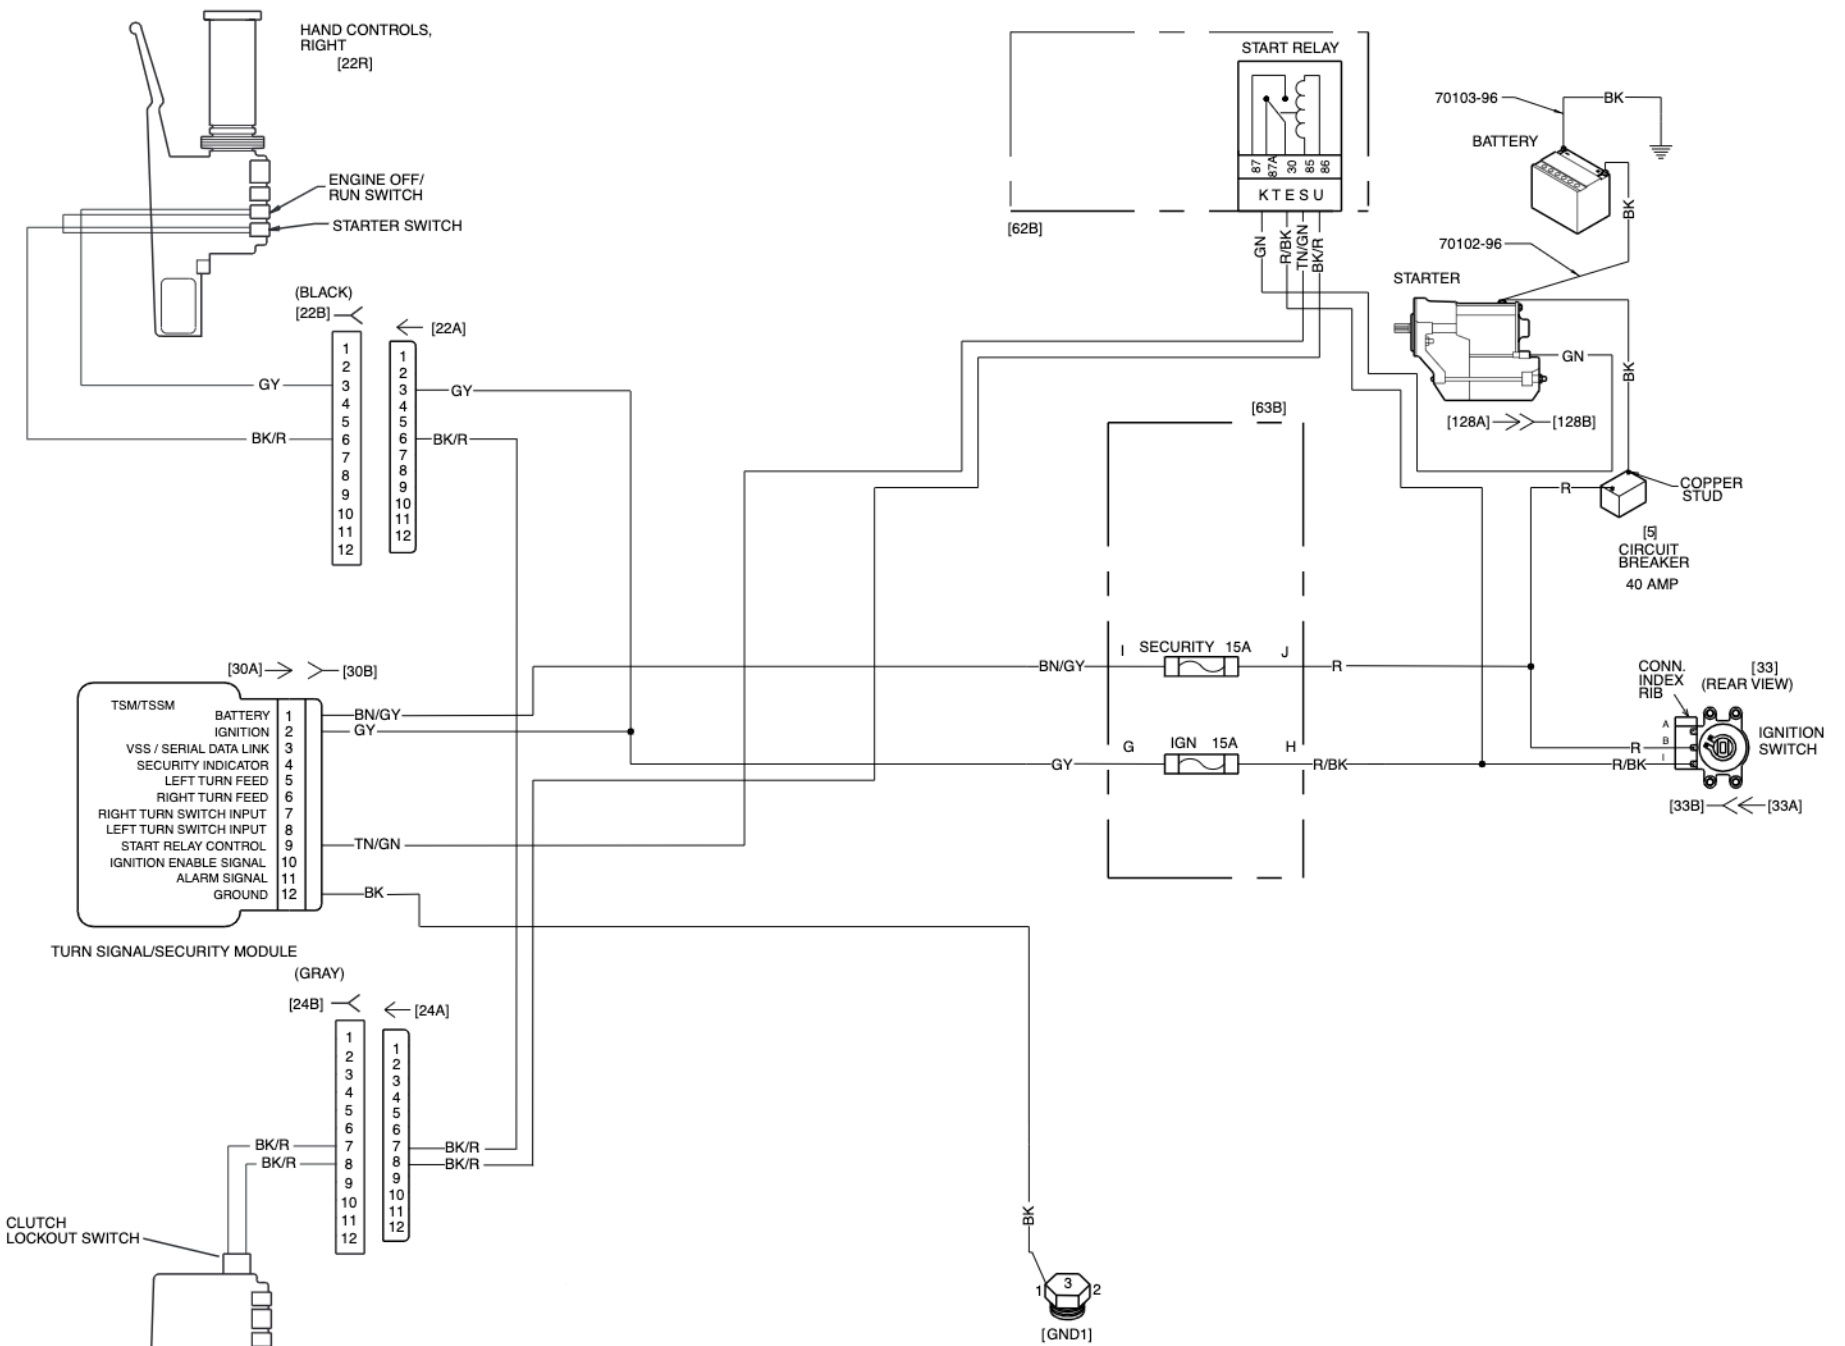 HAND CONTROLS,
RIGHT
[22R]
ENGINE OFF/
RUN SWITCH
STARTER SWITCH
(BLACK)
[22B]
[22A]
1
2
3
4
5
6
7
8
9
10
11
12
1
2
3
4
5
6
7
8
9
10
11
12
GY
BK/R
GY
BK/R
START RELAY
87
87A
30
85
86
K T E S U
[62B]
GN
R/BK
TN/GN
BK/R
70103-96
BK
BATTERY
BK
70102-96
STARTER
GN
BK
[128A]
[128B]
[63B]
R
COPPER
STUD
[5]
CIRCUIT
BREAKER
40 AMP
[30A]
[30B]
TSM/TSSM
BATTERY 1
IGNITION 2
VSS / SERIAL DATA LINK 3
SECURITY INDICATOR 4
LEFT TURN FEED 5
RIGHT TURN FEED 6
RIGHT TURN SWITCH INPUT 7
LEFT TURN SWITCH INPUT 8
START RELAY CONTROL 9
IGNITION ENABLE SIGNAL 10
ALARM SIGNAL 11
GROUND 12
BN/GY
GY
TN/GN
BK
TURN SIGNAL/SECURITY MODULE
BN/GY
I SECURITY 15A J
R
GY
G IGN 15A H
R/BK
CONN.
INDEX
RIB
[33]
(REAR VIEW)
A
B
I
R
R/BK
IGNITION
SWITCH
[33B]
[33A]
(GRAY)
[24B]
[24A]
1
2
3
4
5
6
7
8
9
10
11
12
1
2
3
4
5
6
7
8
9
10
11
12
BK/R
BK/R
BK/R
BK/R
CLUTCH
LOCKOUT SWITCH
BK
1 3 2
[GND1]